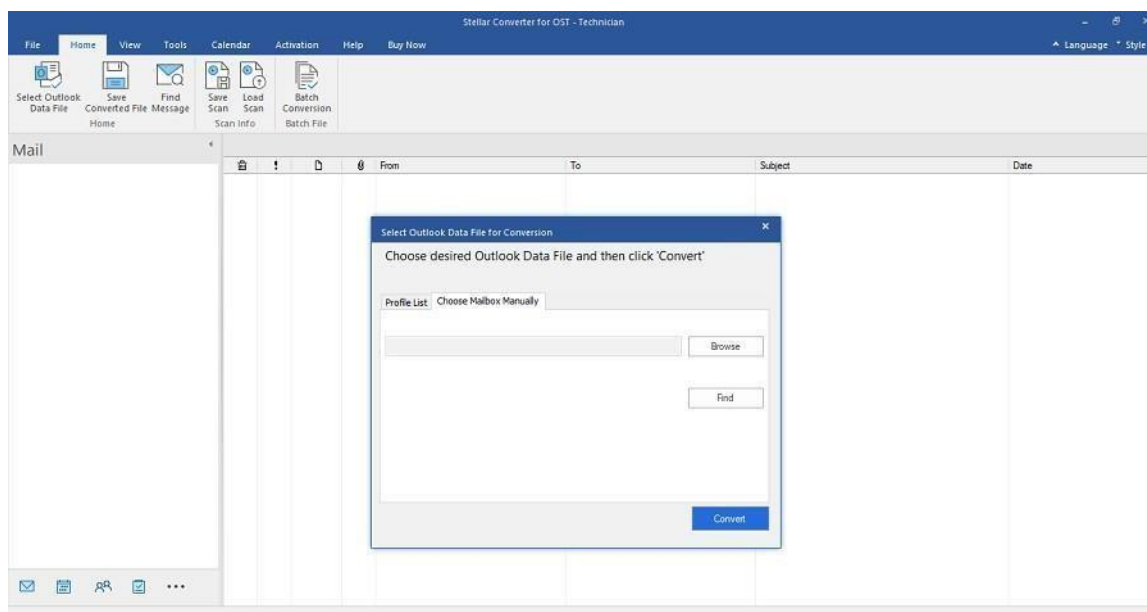 Stellar Converter for OST - Technician
File Home View Tools Calendar Activation Help Buy Now Language Style
Select Outlook Data File
Save Converted File
Find Message
Save Scan
Load Scan
Batch Conversion
Home Scan Info Batch File
Mail
From To Subject Date
Select Outlook Data File for Conversion
Choose desired Outlook Data File and then click 'Convert'
Profile List Choose Mailbox Manually
Browse
Find
Convert